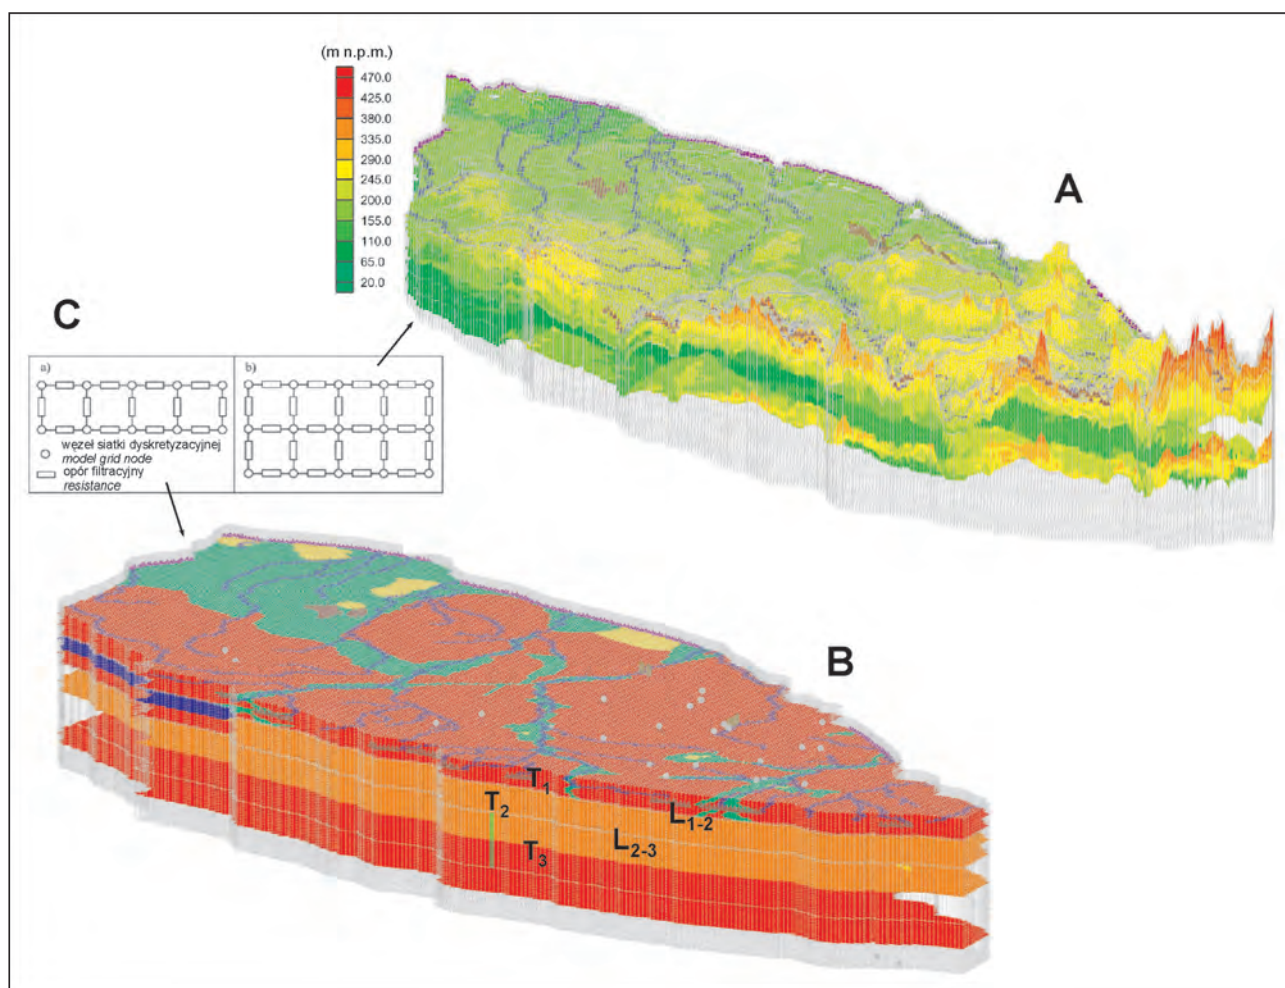 (m n.p.m.)
470.0
425.0
380.0
335.0
290.0
245.0
200.0
155.0
110.0
65.0
20.0
A
C
a)
b)
węzeł siatki dyskretyzacyjnej
model grid node
opór filtracyjny
resistance
B
T1
T2
L1-2
L2-3
T3